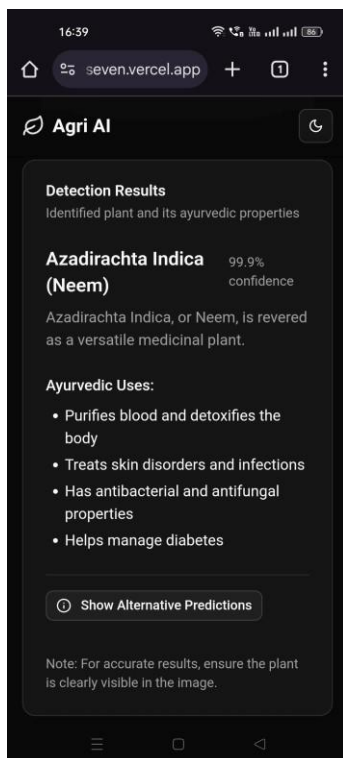 16:39
86
seven.vercel.app
1
Agri AI
Detection Results
Identified plant and its ayurvedic properties
Azadirachta Indica
(Neem)
99.9%
confidence
Azadirachta Indica, or Neem, is revered
as a versatile medicinal plant.
Ayurvedic Uses:
• Purifies blood and detoxifies the
body
• Treats skin disorders and infections
• Has antibacterial and antifungal
properties
• Helps manage diabetes
Show Alternative Predictions
Note: For accurate results, ensure the plant
is clearly visible in the image.